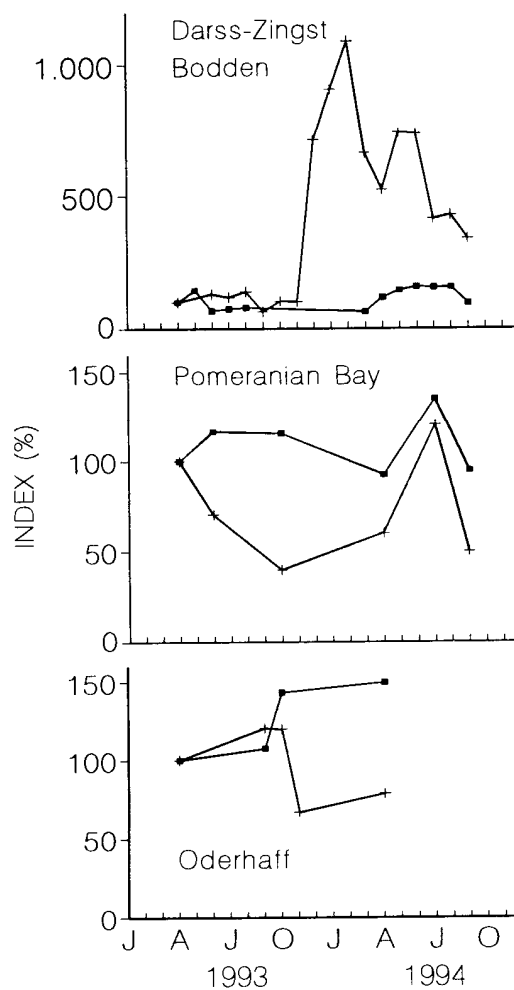 Darss-Zingst
Bodden
1.000
500
0
Pomeranian Bay
150
100
50
0
INDEX (%)
150
100
50
0
Oderhaff
J A J O J A J O
1993 1994